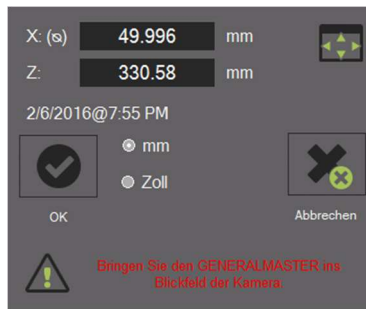 X: (⦰) 49.996 mm
Z: 330.58 mm
2/6/2016@7:55 PM
mm
Zoll
OK
Abbrechen
Bringen Sie den GENERALMASTER ins
Blickfeld der Kamera.